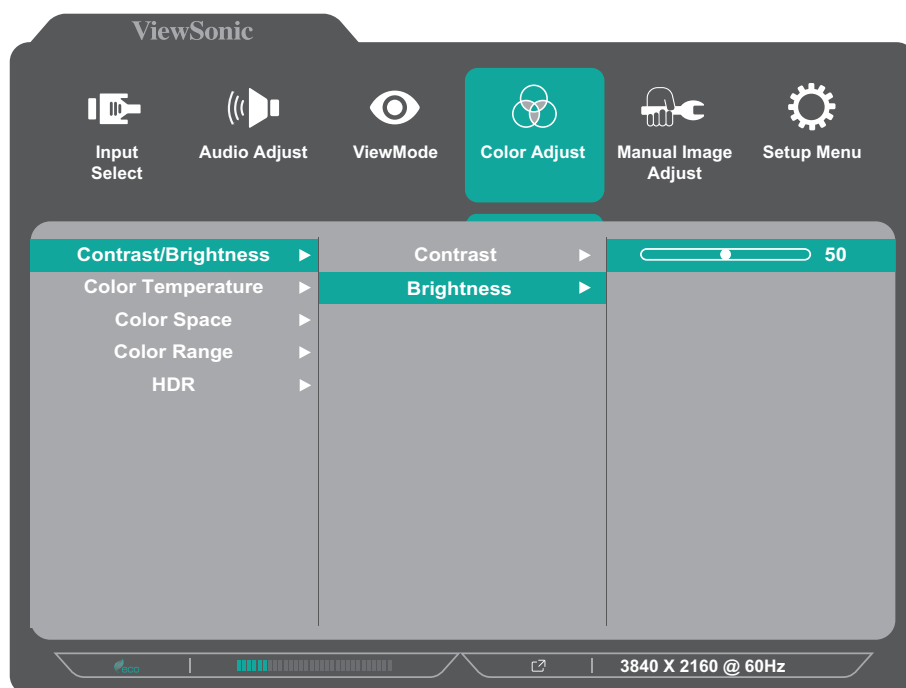 ViewSonic
Input Select
Audio Adjust
ViewMode
Color Adjust
Manual Image Adjust
Setup Menu
Contrast/Brightness
Contrast
50
Color Temperature
Brightness
Color Space
Color Range
HDR
eco
3840 X 2160 @ 60Hz